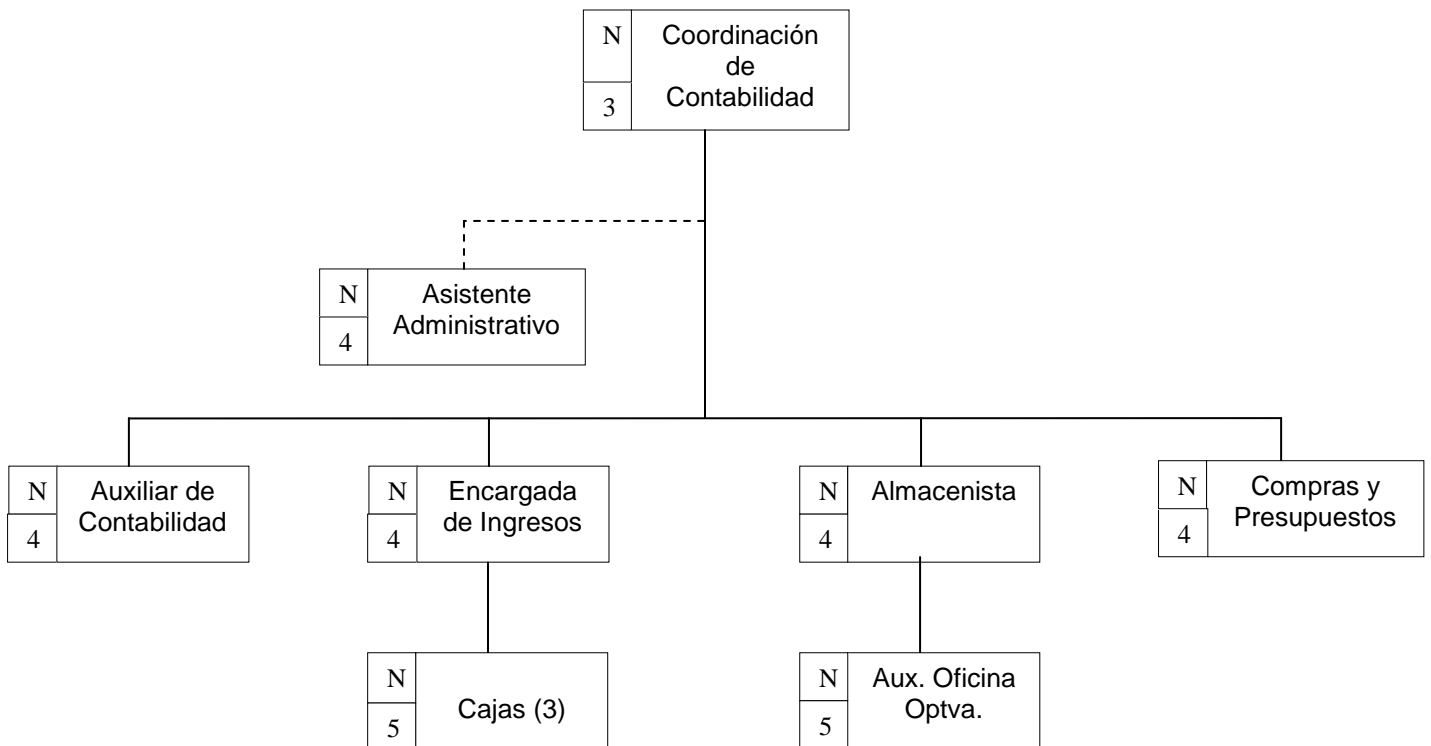 N
3
Coordinación
de
Contabilidad
N
4
Asistente
Administrativo
N
4
Auxiliar de
Contabilidad
N
4
Encargada
de Ingresos
N
4
Almacenista
N
4
Compras y
Presupuestos
N
5
Cajas (3)
N
5
Aux. Oficina
Optva.